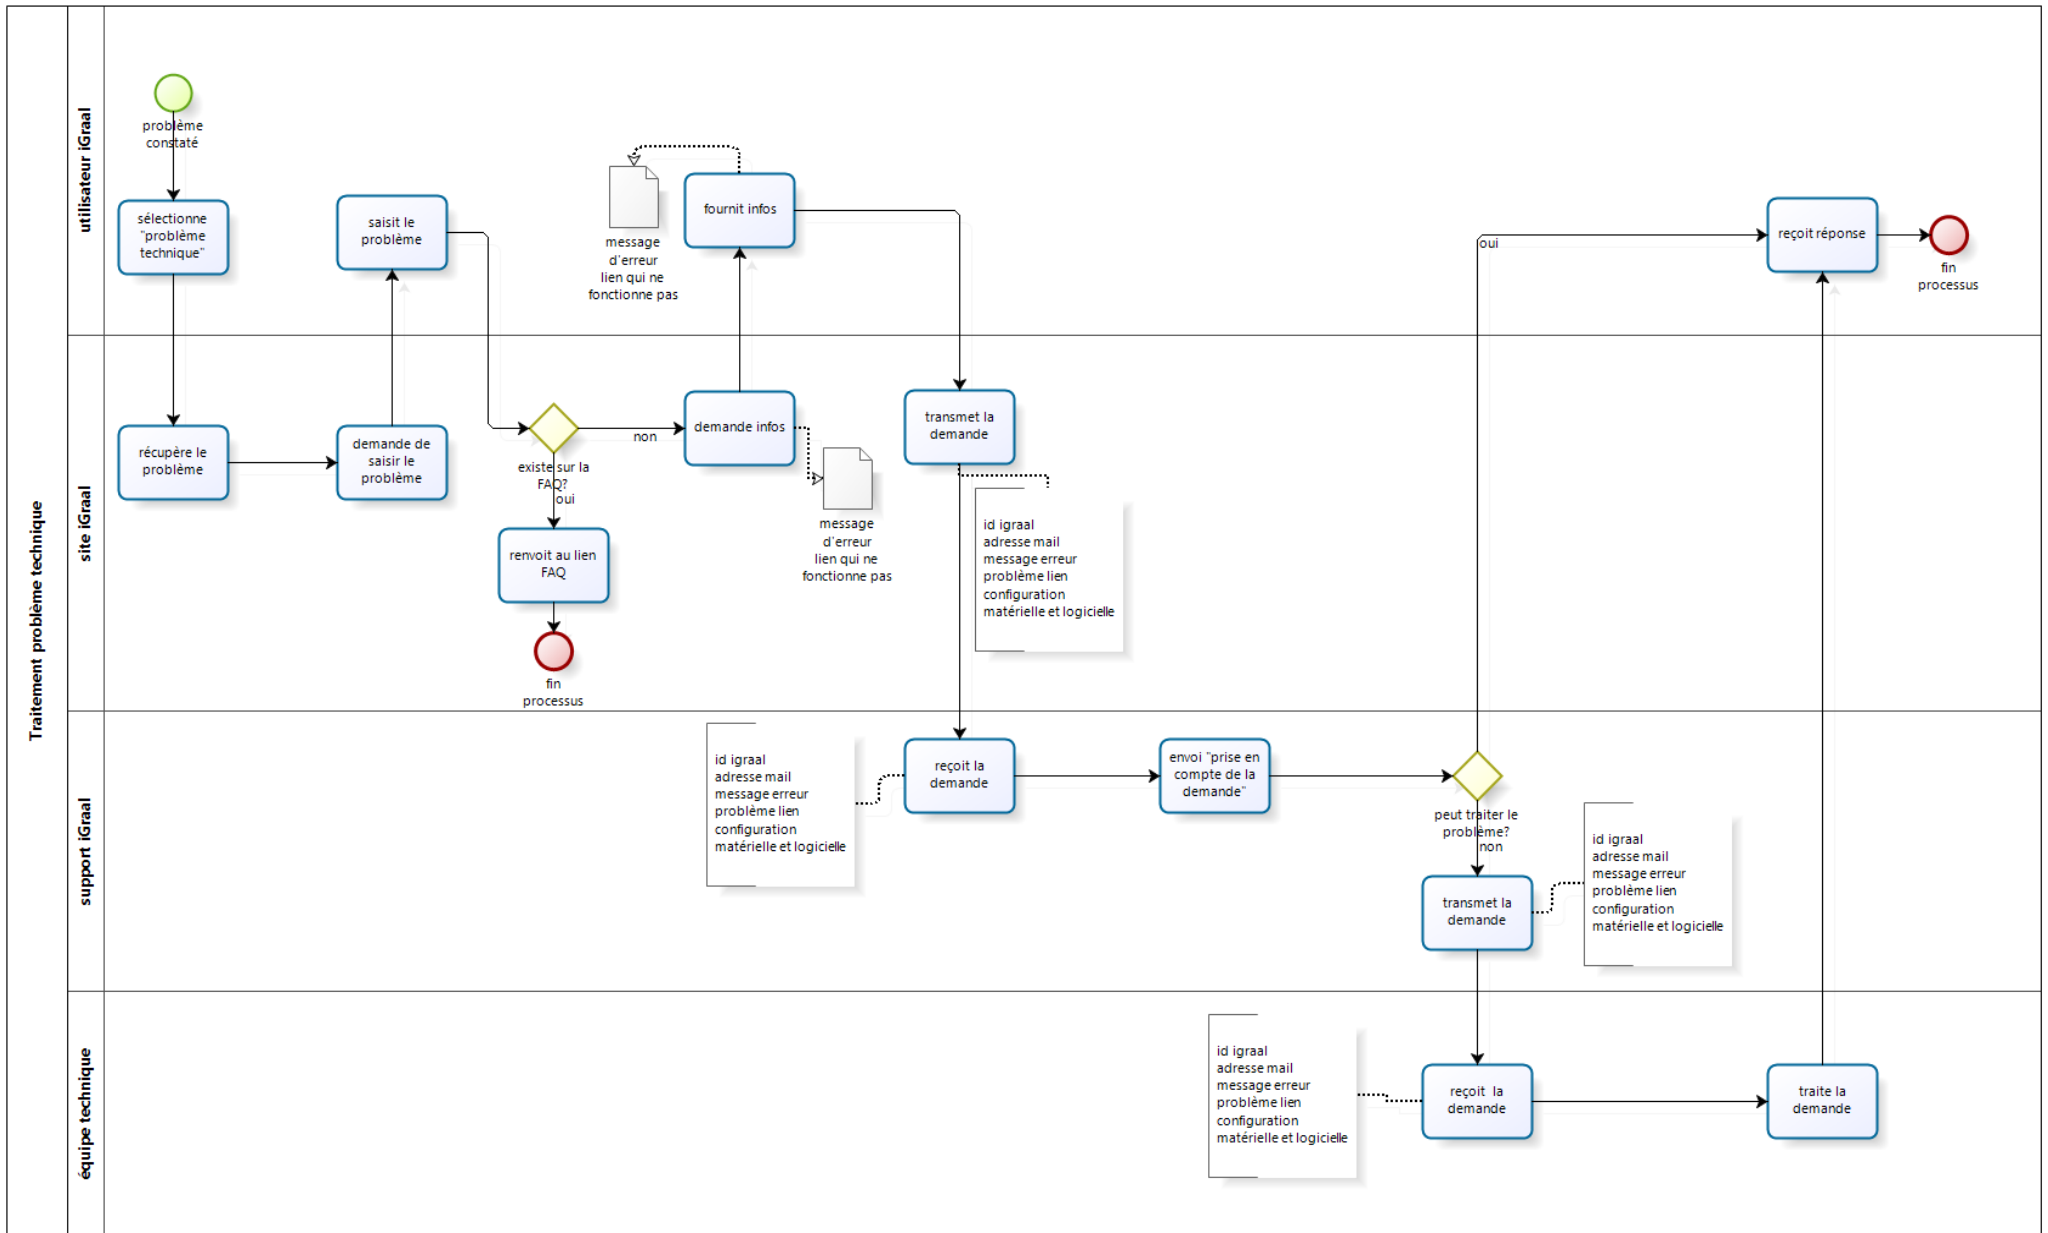 Traitement problème technique
utilisateur iGraal
problème
constaté
sélectionne
"problème
technique"
saisit le
problème
message
d'erreur
lien qui ne
fonctionne pas
fournit infos
oui
reçoit réponse
fin
processus
site iGraal
récupère le
problème
demande de
saisir le
problème
existe sur la
FAQ?
oui
non
renvoit au lien
FAQ
fin
processus
demande infos
message
d'erreur
lien qui ne
fonctionne pas
transmet la
demande
id igraal
adresse mail
message erreur
problème lien
configuration
matérielle et logicielle
support iGraal
id igraal
adresse mail
message erreur
problème lien
configuration
matérielle et logicielle
reçoit la
demande
envoi "prise en
compte de la
demande"
peut traiter le
problème?
non
transmet la
demande
id igraal
adresse mail
message erreur
problème lien
configuration
matérielle et logicielle
équipe technique
id igraal
adresse mail
message erreur
problème lien
configuration
matérielle et logicielle
reçoit la
demande
traite la
demande